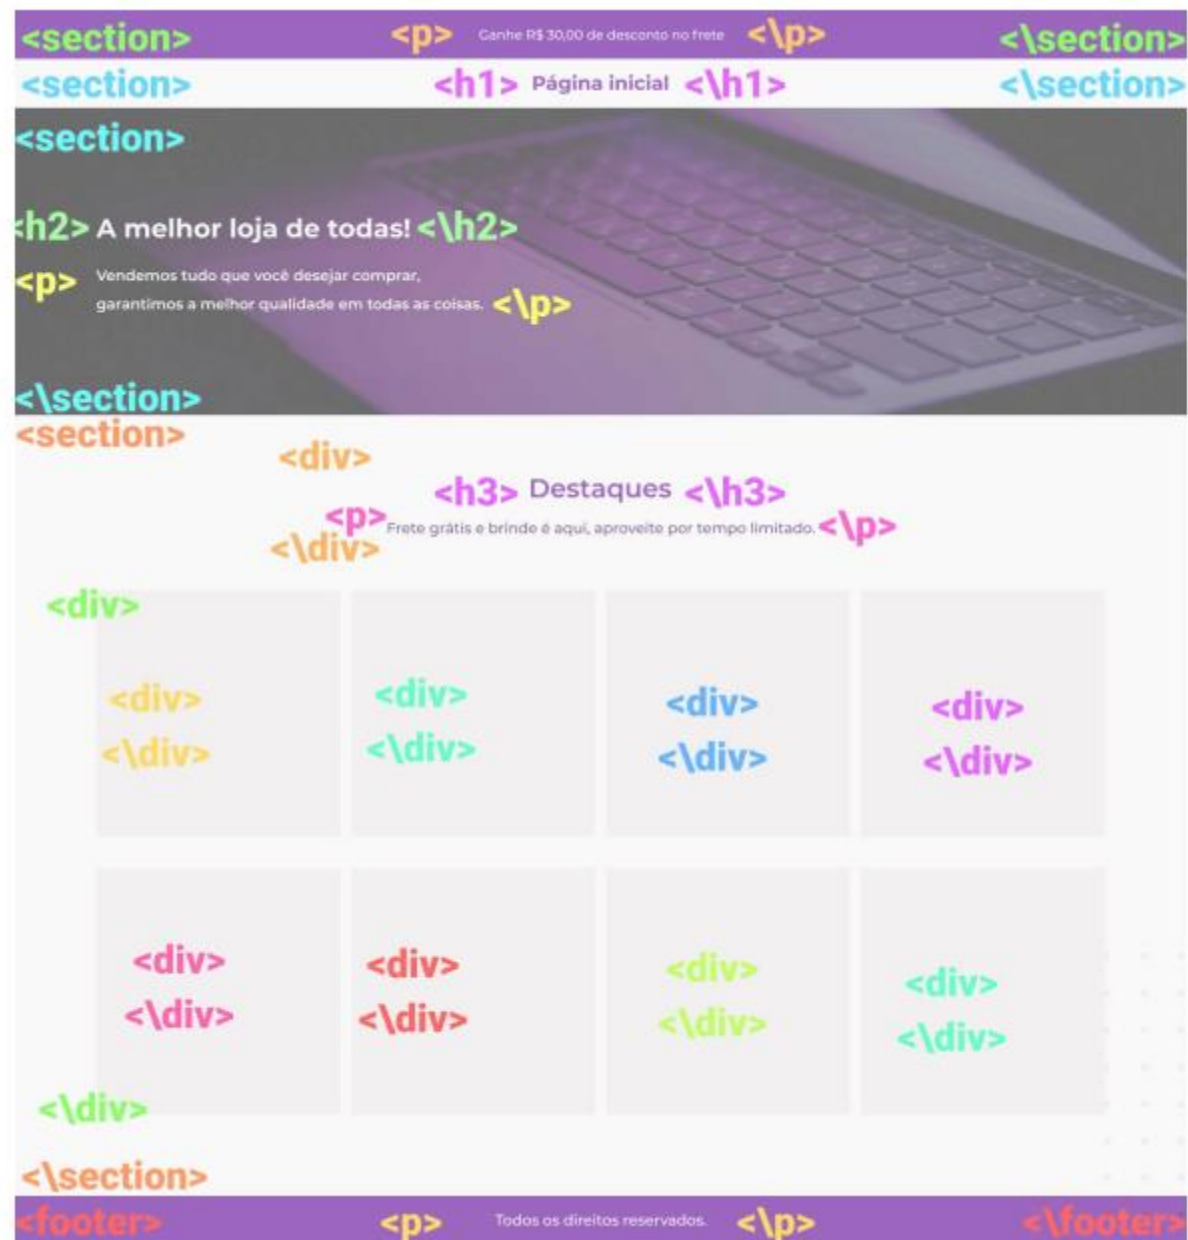 <section> <p> Ganhe R$ 30,00 de desconto no frete <\p> <\section>
<section> <h1> Página inicial <\h1> <\section>
<section>
<h2> A melhor loja de todas! <\h2>
<p> Vendemos tudo que você desejar comprar,
garantimos a melhor qualidade em todas as coisas. <\p>
<\section>
<section>
<div>
<h3> Destaques <\h3>
<p> Frete grátis e brinde é aqui, aproveite por tempo limitado. <\p>
<\div>
<div>
<div> <div> <div> <div>
<\div> <\div> <\div> <\div>
<div> <div> <div> <div>
<\div> <\div> <\div> <\div>
<\div>
<\section>
<footer> <p> Todos os direitos reservados. <\p> <\footer>